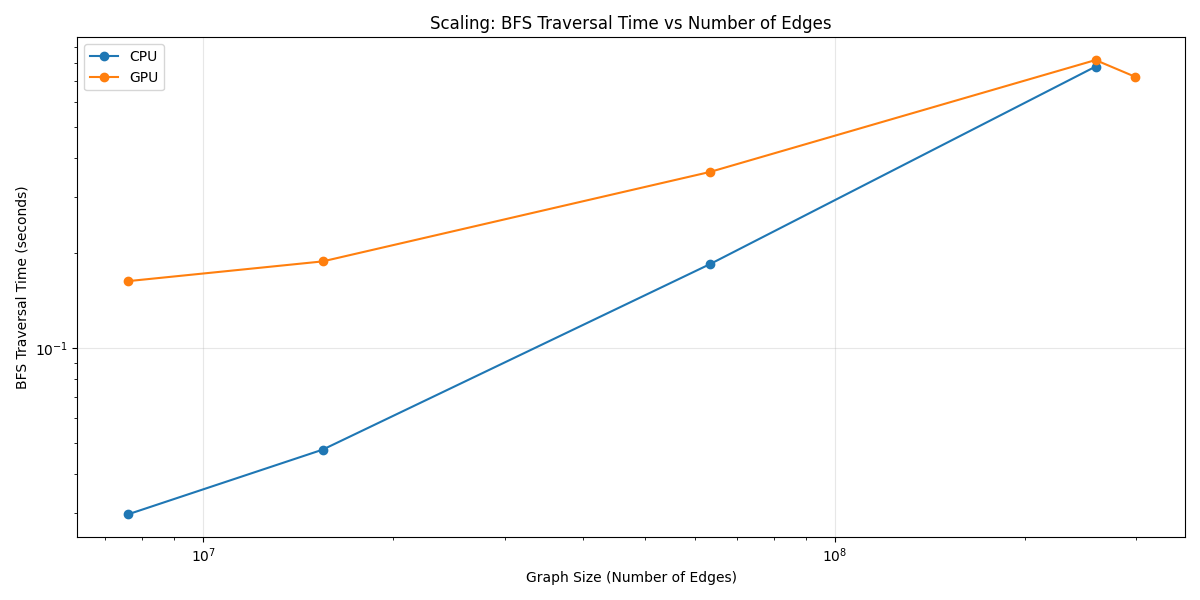 Scaling: BFS Traversal Time vs Number of Edges
CPU
GPU
BFS Traversal Time (seconds)
10⁻¹
10⁷
10⁸
Graph Size (Number of Edges)